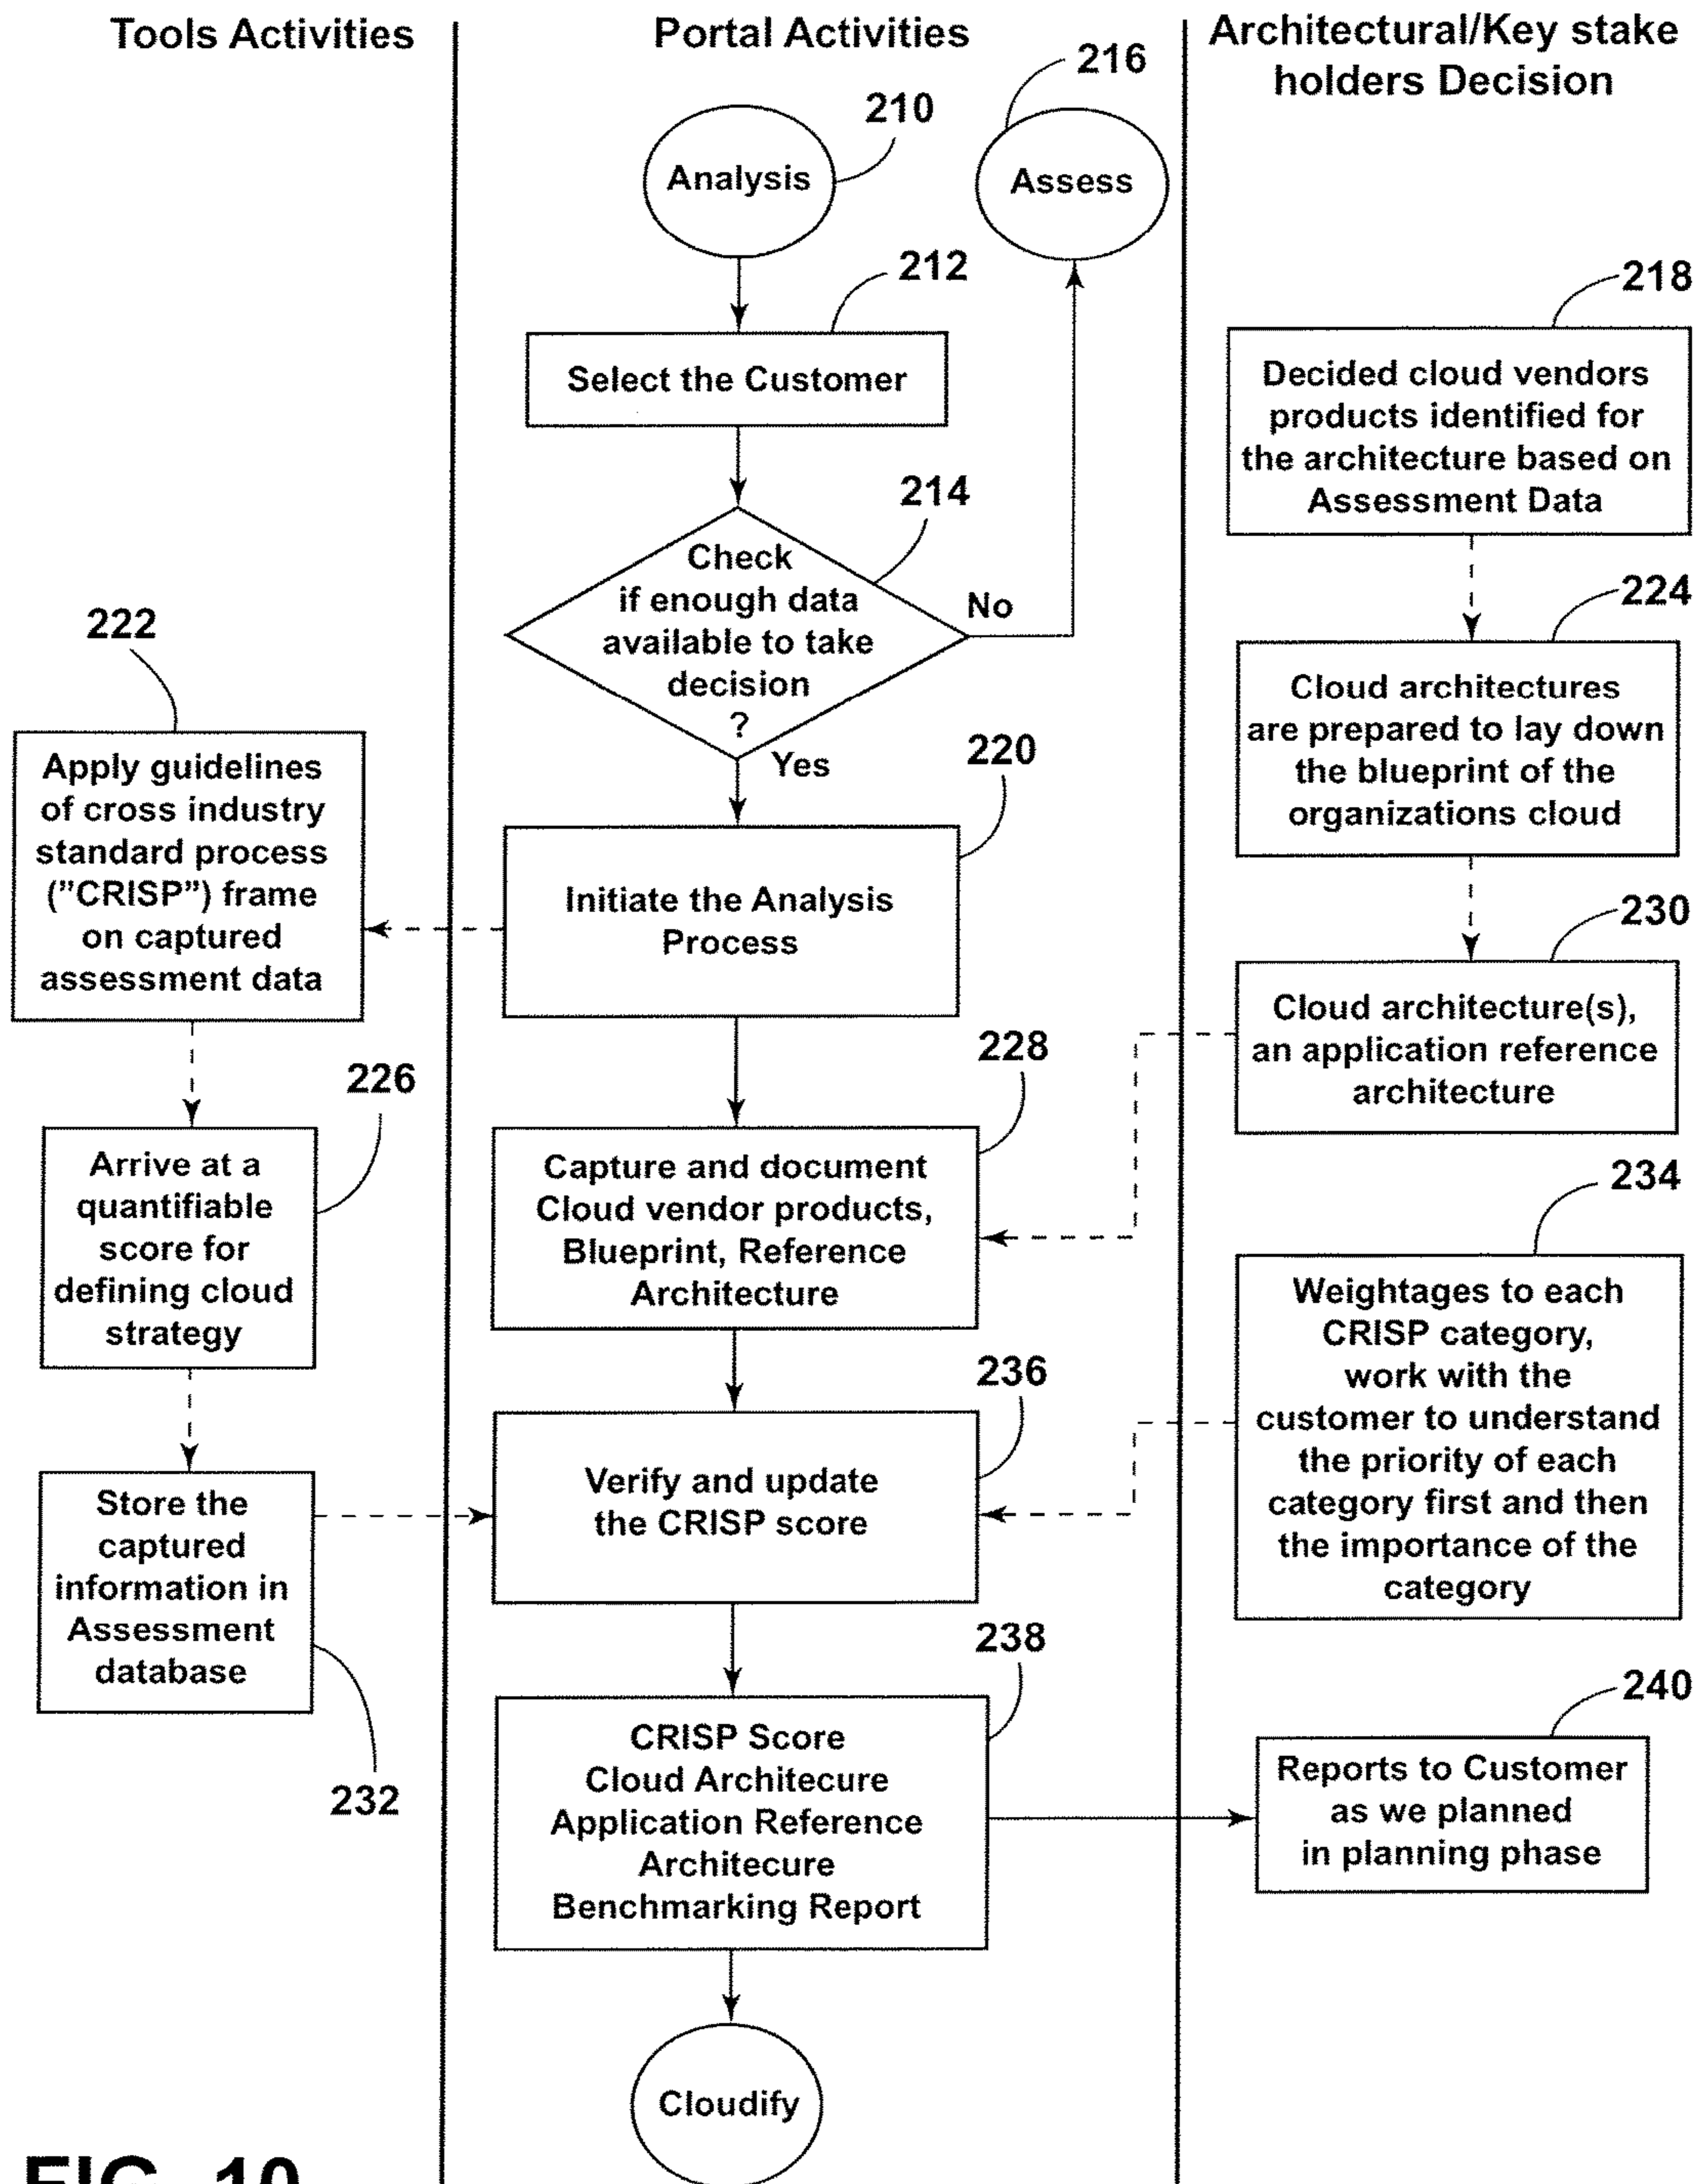 Tools Activities
Portal Activities
Architectural/Key stake
holders Decision
210
Analysis
216
Assess
212
Select the Customer
214
Check
if enough data
available to take
decision
?
No
Yes
218
Decided cloud vendors
products identified for
the architecture based on
Assessment Data
220
Initiate the Analysis
Process
222
Apply guidelines
of cross industry
standard process
("CRISP") frame
on captured
assessment data
224
Cloud architectures
are prepared to lay down
the blueprint of the
organizations cloud
226
Arrive at a
quantifiable
score for
defining cloud
strategy
228
Capture and document
Cloud vendor products,
Blueprint, Reference
Architecture
230
Cloud architecture(s),
an application reference
architecture
232
Store the
captured
information in
Assessment
database
234
Weightages to each
CRISP category,
work with the
customer to understand
the priority of each
category first and then
the importance of the
category
236
Verify and update
the CRISP score
238
CRISP Score
Cloud Architecure
Application Reference
Architecure
Benchmarking Report
240
Reports to Customer
as we planned
in planning phase
Cloudify
FIG. 10